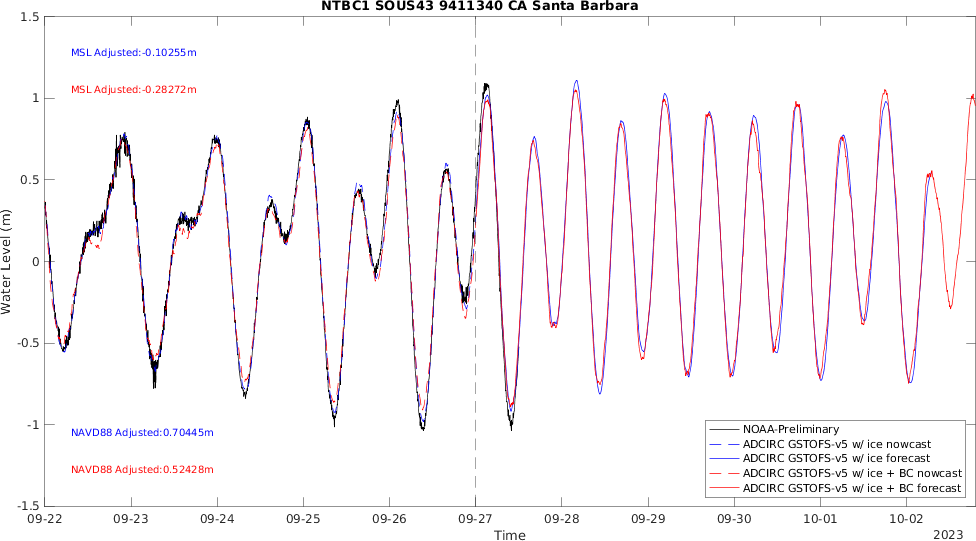 NTBC1 SOUS43 9411340 CA Santa Barbara
1.5
1
0.5
0
-0.5
-1
-1.5
Water Level (m)
MSL Adjusted:-0.10255m
MSL Adjusted:-0.28272m
NAVD88 Adjusted:0.70445m
NAVD88 Adjusted:0.52428m
NOAA-Preliminary
ADCIRC GSTOFS-v5 w/ ice nowcast
ADCIRC GSTOFS-v5 w/ ice forecast
ADCIRC GSTOFS-v5 w/ ice + BC nowcast
ADCIRC GSTOFS-v5 w/ ice + BC forecast
09-22 09-23 09-24 09-25 09-26 09-27 09-28 09-29 09-30 10-01 10-02
Time
2023